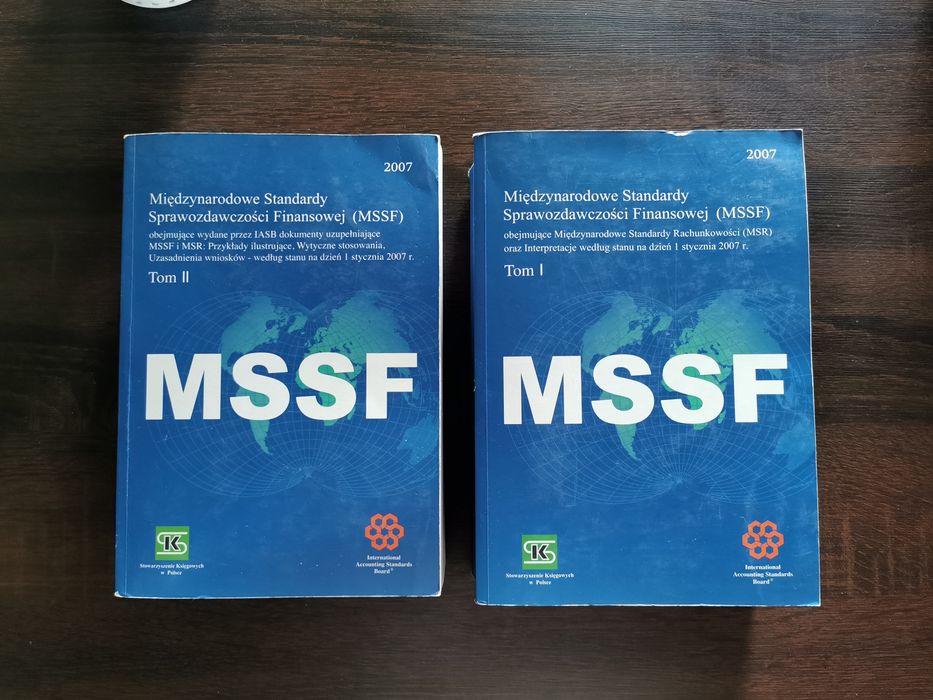 2007
Międzynarodowe Standardy
Sprawozdawczości Finansowej (MSSF)
obejmujące wydane przez IASB dokumenty uzupełniające
MSSF i MSR: Przykłady ilustrujące, Wytyczne stosowania,
Uzasadnienia wniosków - według stanu na dzień 1 stycznia 2007 r.
Tom II
MSSF
SKS
Stowarzyszenie Księgowych
w Polsce
International
Accounting Standards
Board®
2007
Międzynarodowe Standardy
Sprawozdawczości Finansowej (MSSF)
obejmujące Międzynarodowe Standardy Rachunkowości (MSR)
oraz Interpretacje według stanu na dzień 1 stycznia 2007 r.
Tom I
MSSF
SKS
Stowarzyszenie Księgowych
w Polsce
International
Accounting Standards
Board®